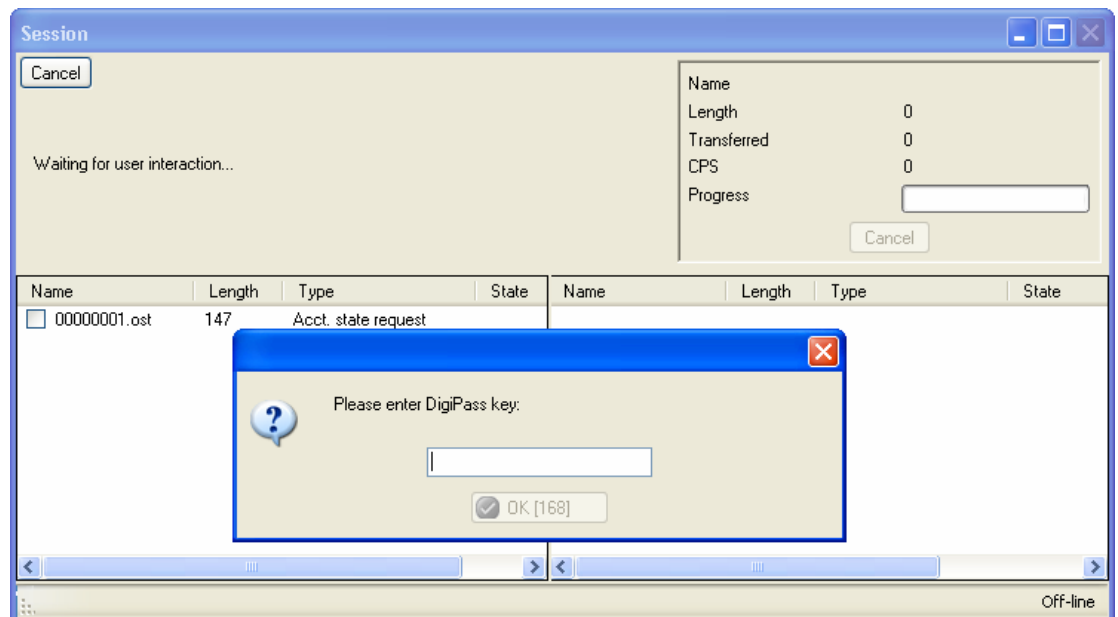 Session
Cancel
Name
Length 0
Transferred 0
Waiting for user interaction...
CPS 0
Progress
Cancel
Name Length Type State Name Length Type State
00000001.ost 147 Acct. state request
Please enter DigiPass key:
OK [168]
Off-line